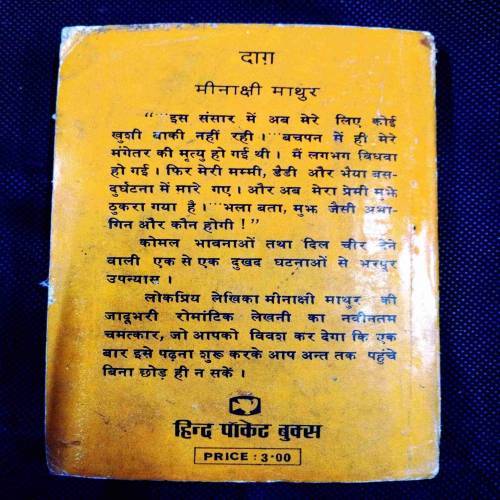 दाग़
मीनाक्षी माथुर
“ ‘‘इस संसार में अब मेरे लिए कोई
खुशी बाकी नहीं रही।...बचपन में ही मेरे
मंगेतर की मृत्यु हो गई थी। मैं लगभग विधवा
हो गई। फिर मेरी मम्मी, डैडी और भैया बस-
दुर्घटना में मारे गए। और अब मेरा प्रेमी मुझे
ठुकरा गया है।...भला बता, मुझ जैसी अभा-
गिन और कौन होगी !”
कोमल भावनाओं तथा दिल चीर देने
वाली एक से एक दुखद घटनाओं से भरपूर
उपन्यास।
लोकप्रिय लेखिका मीनाक्षी माथुर की
जादूभरी रोमांटिक लेखनी का नवीनतम
चमत्कार, जो आपको विवश कर देगा कि एक
बार इसे पढ़ना शुरू करके आप अन्त तक पहुंचे
बिना छोड़ ही न सकें।
हिन्द पॉकेट बुक्स
PRICE : 3·00